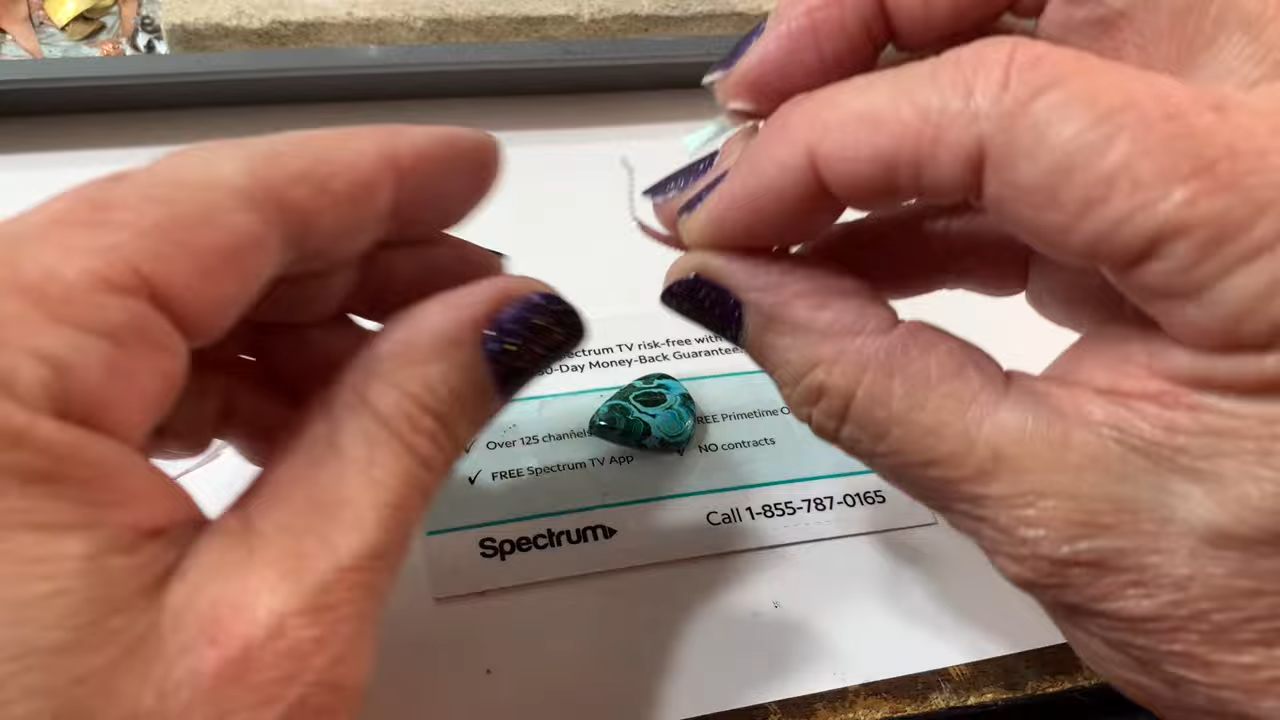 ectrum TV risk-free with
0-Day Money-Back Guarantee
✓ Over 125 channels
REE Primetime O
✓ FREE Spectrum TV App
✓ NO contracts
Spectrum
Call 1-855-787-0165